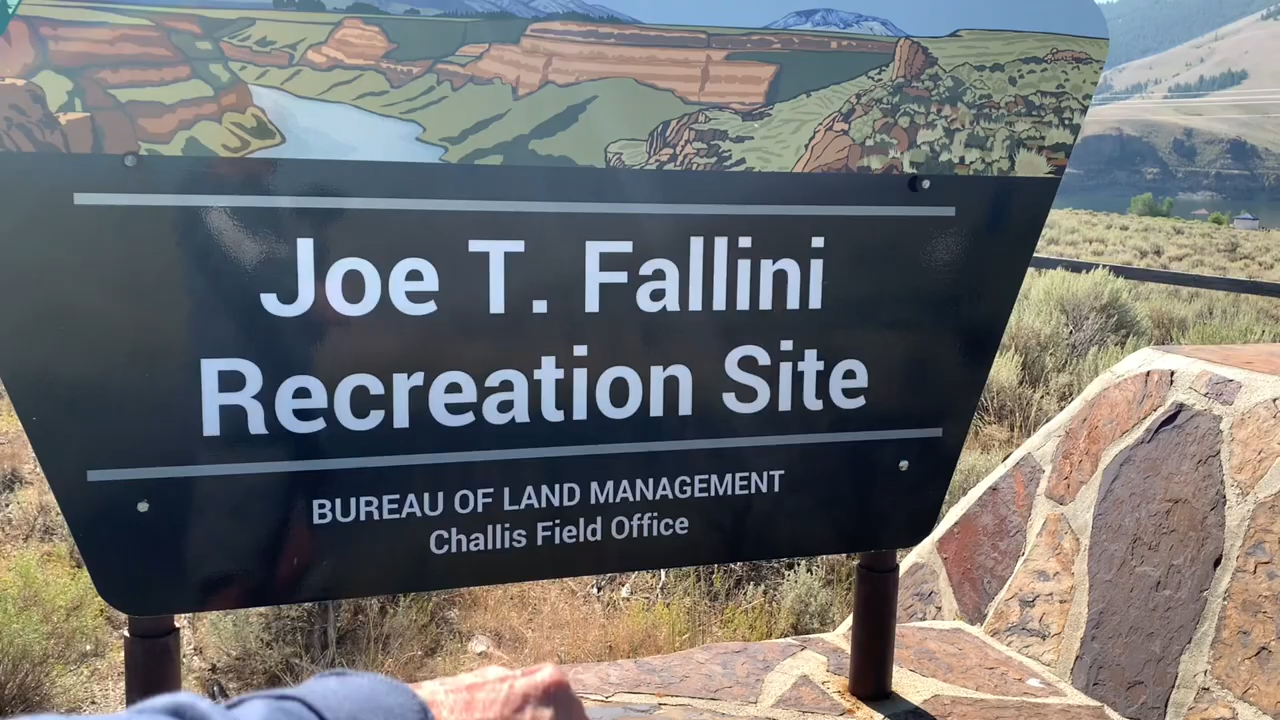 Joe T. Fallini
Recreation Site
BUREAU OF LAND MANAGEMENT
Challis Field Office